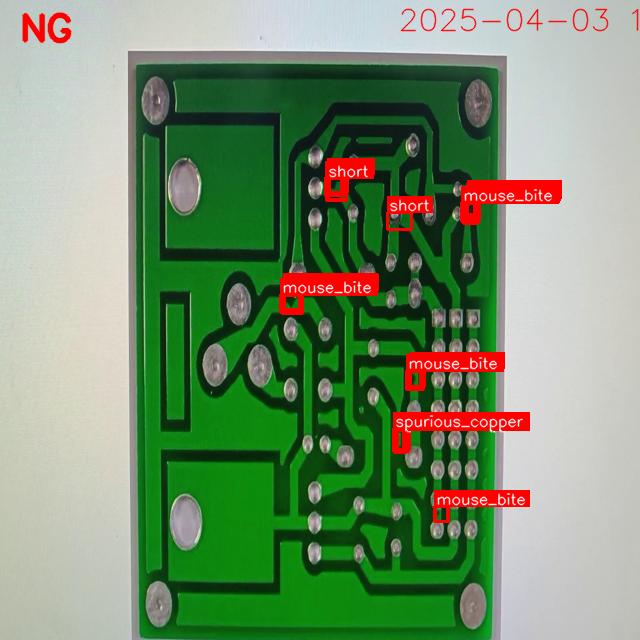 NG
2025-04-03 1
short
mouse_bite
short
mouse_bite
mouse_bite
spurious_copper
mouse_bite